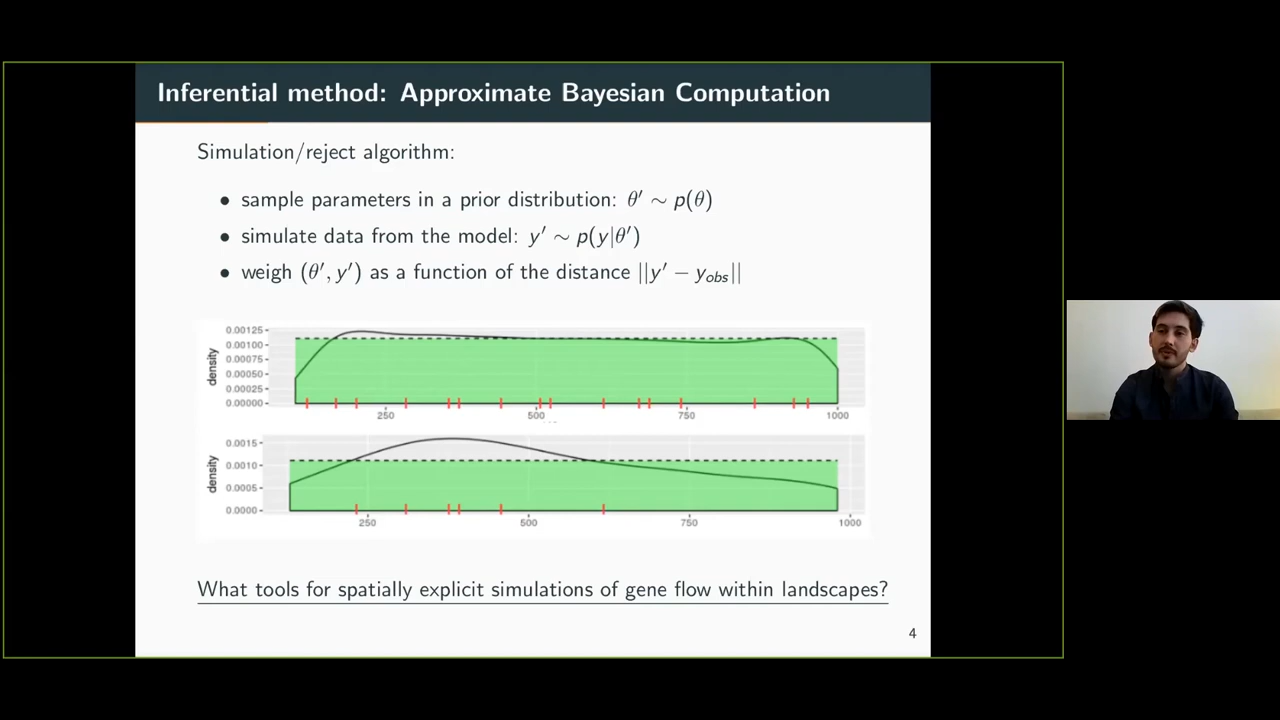 Inferential method: Approximate Bayesian Computation
Simulation/reject algorithm:
• sample parameters in a prior distribution: θ′ ∼ p(θ)
• simulate data from the model: y′ ∼ p(y|θ′)
• weigh (θ′, y′) as a function of the distance ||y′ − y_obs||
density
0.00125
0.00100
0.00075
0.00050
0.00025
0.00000
250 500 750 1000
density
0.0015
0.0010
0.0005
0.0000
250 500 750 1000
What tools for spatially explicit simulations of gene flow within landscapes?
4